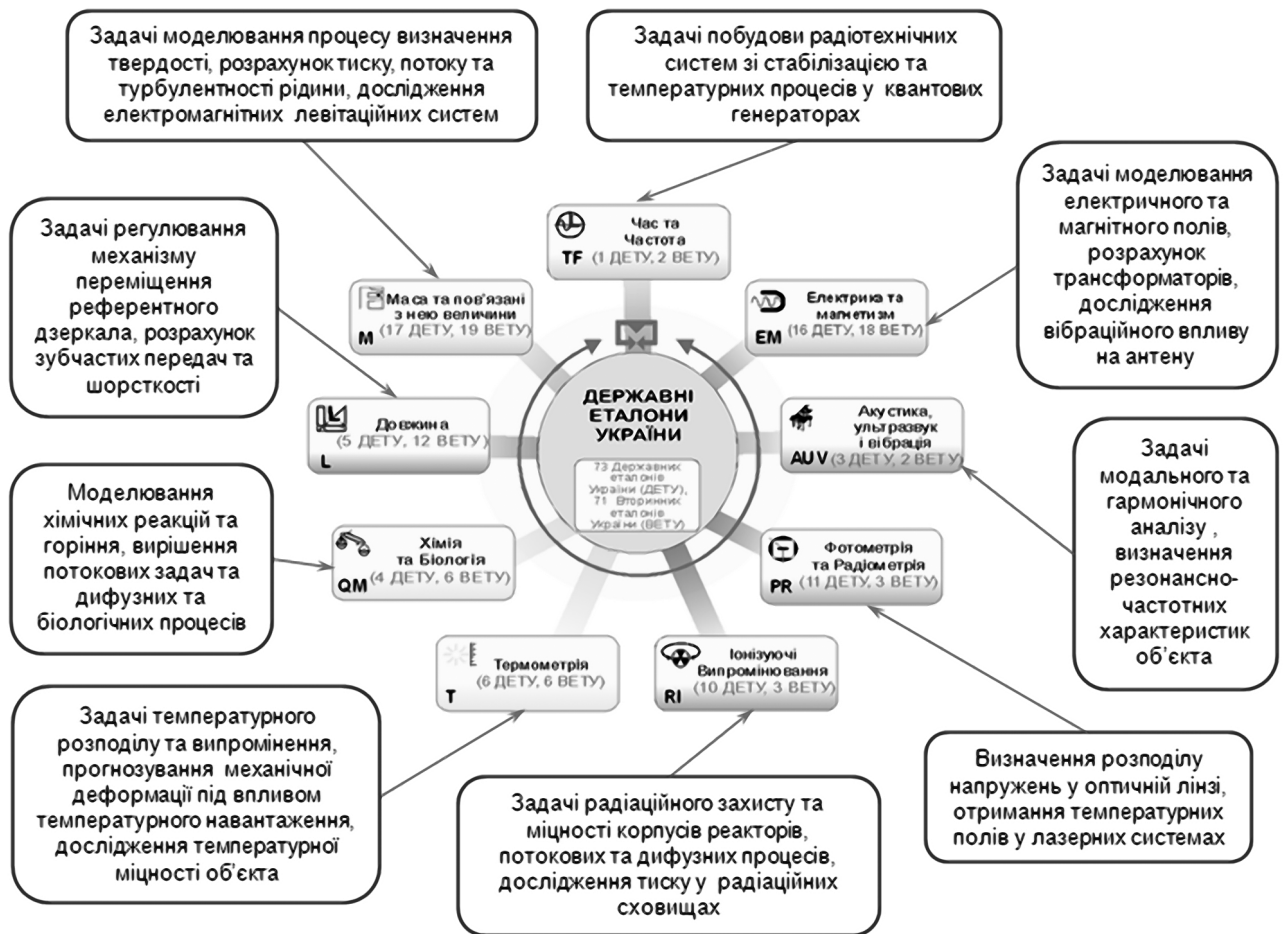 Задачі моделювання процесу визначення
твердості, розрахунок тиску, потоку та
турбулентності рідини, дослідження
електромагнітних левітаційних систем
Задачі побудови радіотехнічних
систем зі стабілізацією та
температурних процесів у квантових
генераторах
Задачі регулювання
механізму
переміщення
референтного
дзеркала, розрахунок
зубчастих передач та
шорсткості
Маса та пов'язані
з нею величини
(17 ДЕТУ, 19 ВЕТУ)
M
Час та
Частота
TF (1 ДЕТУ, 2 ВЕТУ)
Електрика та
магнетизм
(16 ДЕТУ, 18 ВЕТУ)
EM
Задачі моделювання
електричного та
магнітного полів,
розрахунок
трансформаторів,
дослідження
вібраційного впливу
на антену
Довжина
(5 ДЕТУ, 12 ВЕТУ)
L
ДЕРЖАВНІ
ЕТАЛОНИ
УКРАЇНИ
73 Державних
еталонів
України (ДЕТУ),
71 Вторинних
еталонів
України (ВЕТУ)
Акустика,
ультразвук
і вібрація
AUV (3 ДЕТУ, 2 ВЕТУ)
Моделювання
хімічних реакцій та
горіння, вирішення
потокових задач та
дифузних та
біологічних процесів
Хімія
та Біологія
(4 ДЕТУ, 6 ВЕТУ)
QM
Фотометрія
та Радіометрія
(11 ДЕТУ, 3 ВЕТУ)
PR
Задачі
модального та
гармонічного
аналізу ,
визначення
резонансно-
частотних
характеристик
об’єкта
Термометрія
(6 ДЕТУ, 6 ВЕТУ)
T
Іонізуючі
Випромінювання
(10 ДЕТУ, 3 ВЕТУ)
RI
Задачі температурного
розподілу та випромінення,
прогнозування механічної
деформації під впливом
температурного навантаження,
дослідження температурної
міцності об’єкта
Задачі радіаційного захисту та
міцності корпусів реакторів,
потокових та дифузних процесів,
дослідження тиску у радіаційних
сховищах
Визначення розподілу
напружень у оптичній лінзі,
отримання температурних
полів у лазерних системах